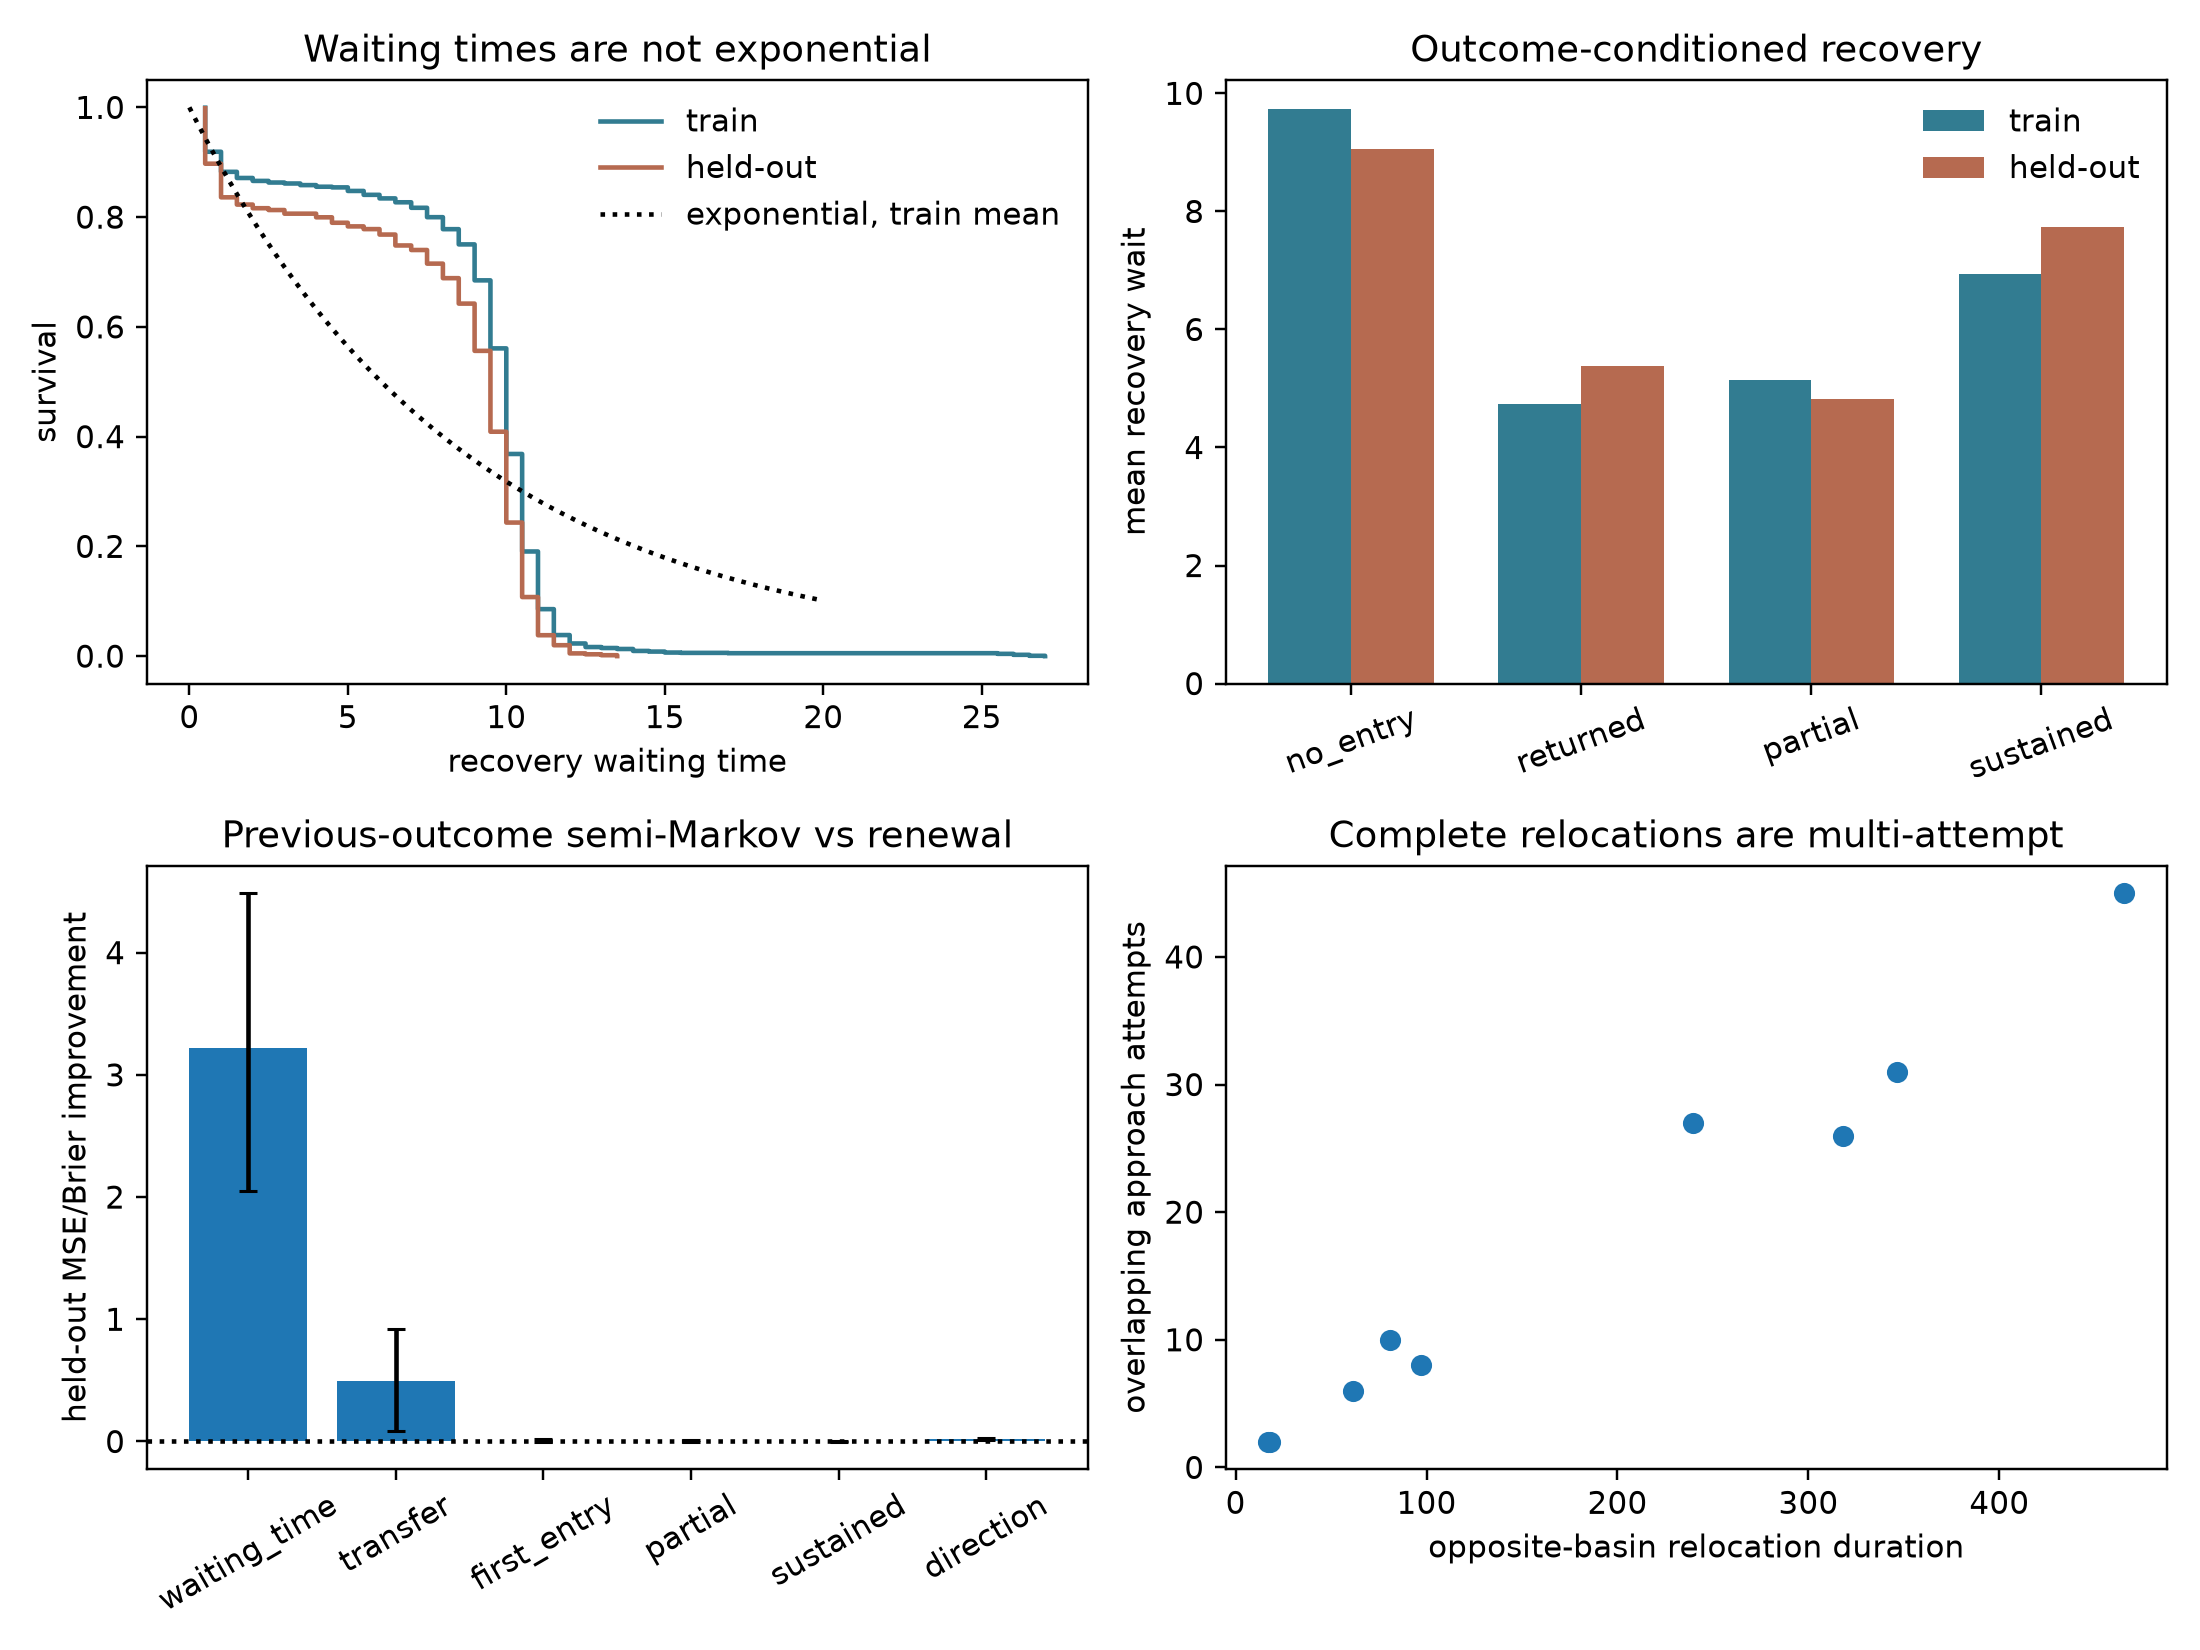 Waiting times are not exponential
survival
1.0
0.8
0.6
0.4
0.2
0.0
train
held-out
exponential, train mean
0 5 10 15 20 25
recovery waiting time
Outcome-conditioned recovery
mean recovery wait
10
8
6
4
2
0
train
held-out
no_entry returned partial sustained
Previous-outcome semi-Markov vs renewal
held-out MSE/Brier improvement
4
3
2
1
0
waiting_time transfer first_entry partial sustained direction
Complete relocations are multi-attempt
overlapping approach attempts
40
30
20
10
0
0 100 200 300 400
opposite-basin relocation duration